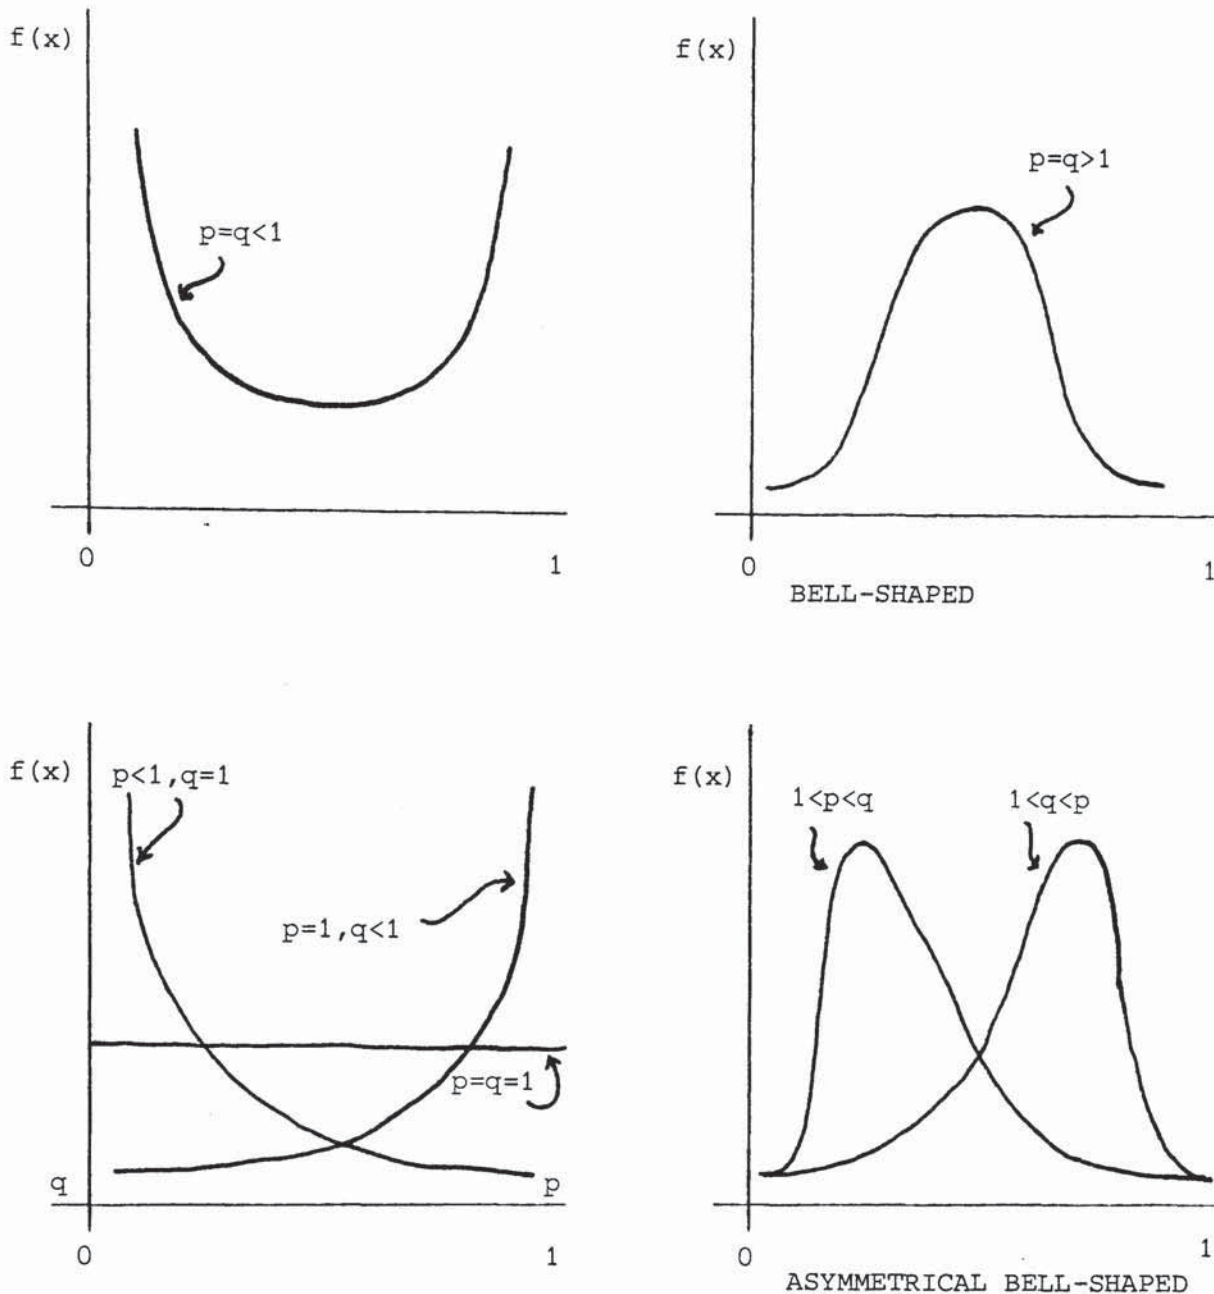 f(x)
p=q<1
0
1
f(x)
p=q>1
0
1
BELL-SHAPED
f(x)
p<1,q=1
p=1,q<1
p=q=1
q
p
0
1
f(x)
1<p<q
1<q<p
0
1
ASYMMETRICAL BELL-SHAPED